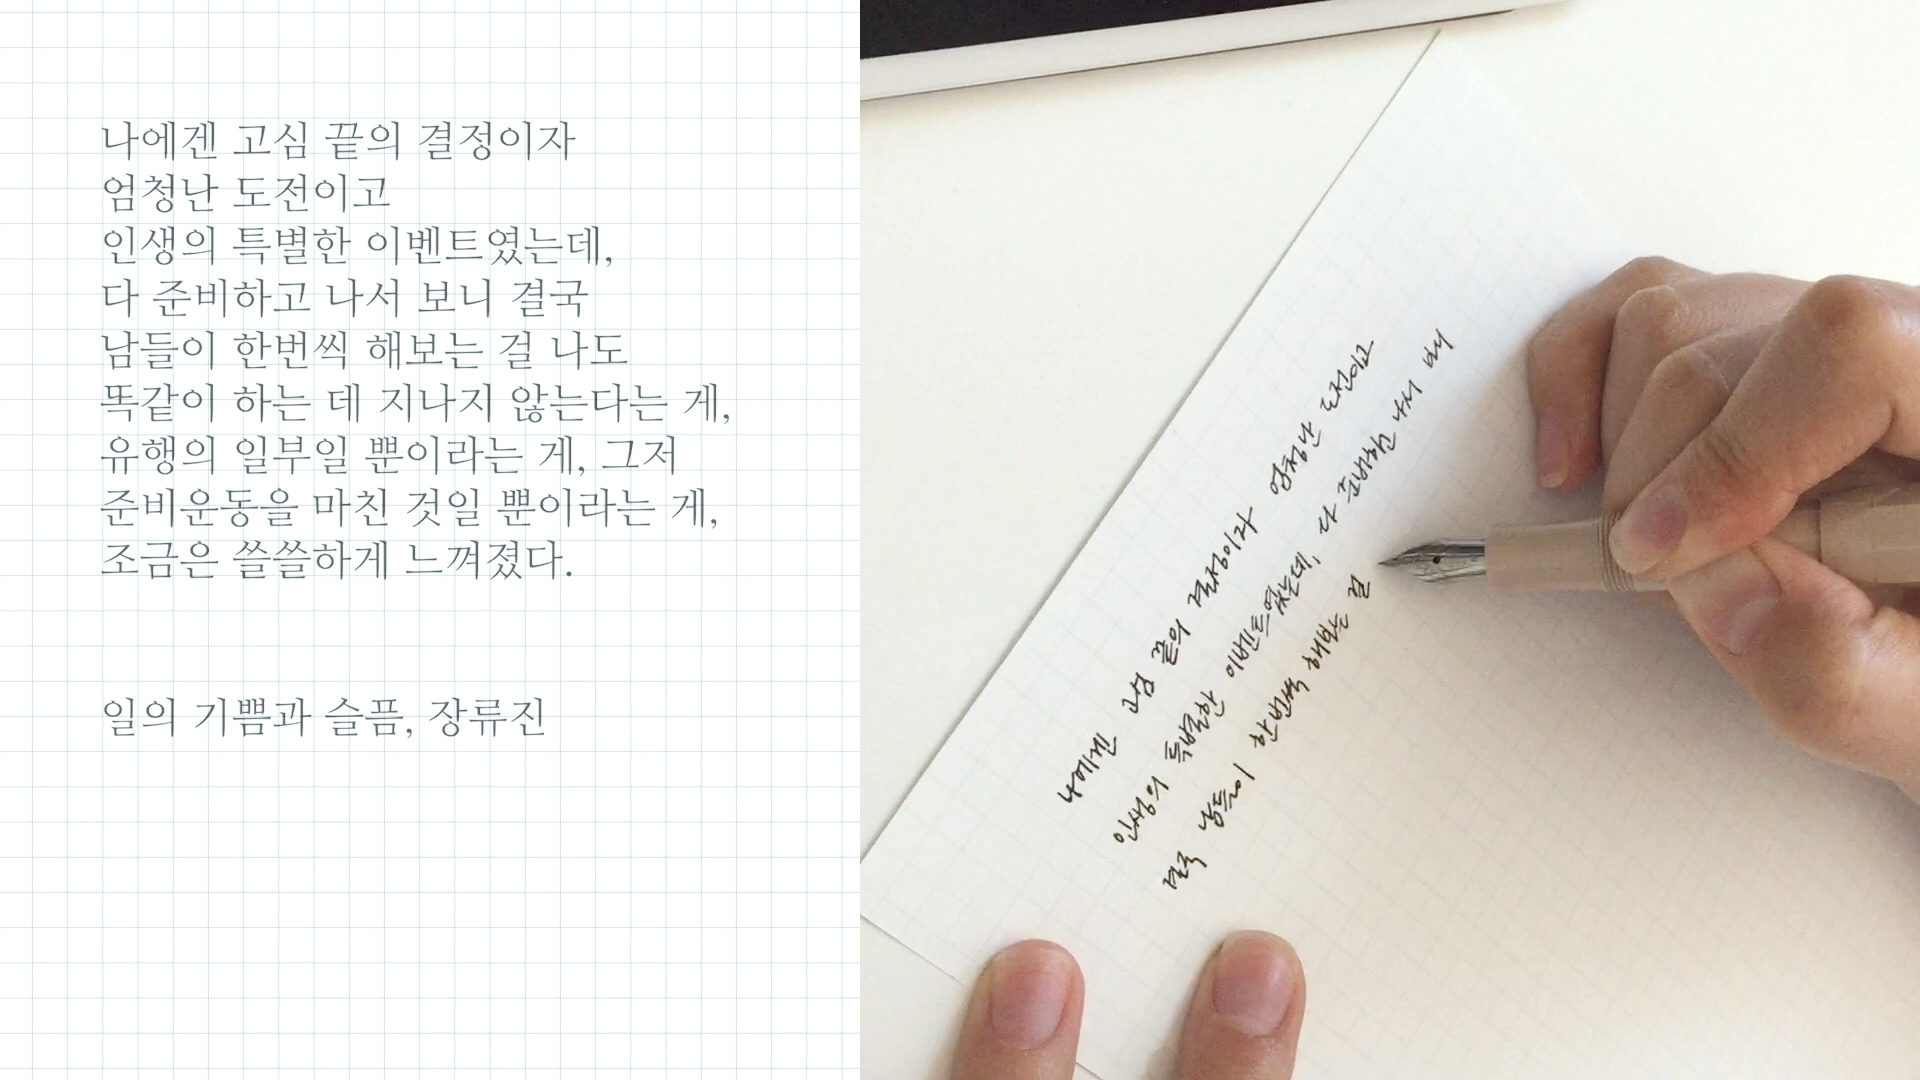 나에겐 고심 끝의 결정이자
엄청난 도전이고
인생의 특별한 이벤트였는데,
다 준비하고 나서 보니 결국
남들이 한번씩 해보는 걸 나도
똑같이 하는 데 지나지 않는다는 게,
유행의 일부일 뿐이라는 게, 그저
준비운동을 마친 것일 뿐이라는 게,
조금은 쓸쓸하게 느껴졌다.
일의 기쁨과 슬픔, 장류진
나에겐 고심 끝의 결정이자 엄청난 도전이고
인생의 특별한 이벤트였는데, 다 준비하고 나서 보니
결국 남들이 한번씩 해보는 걸